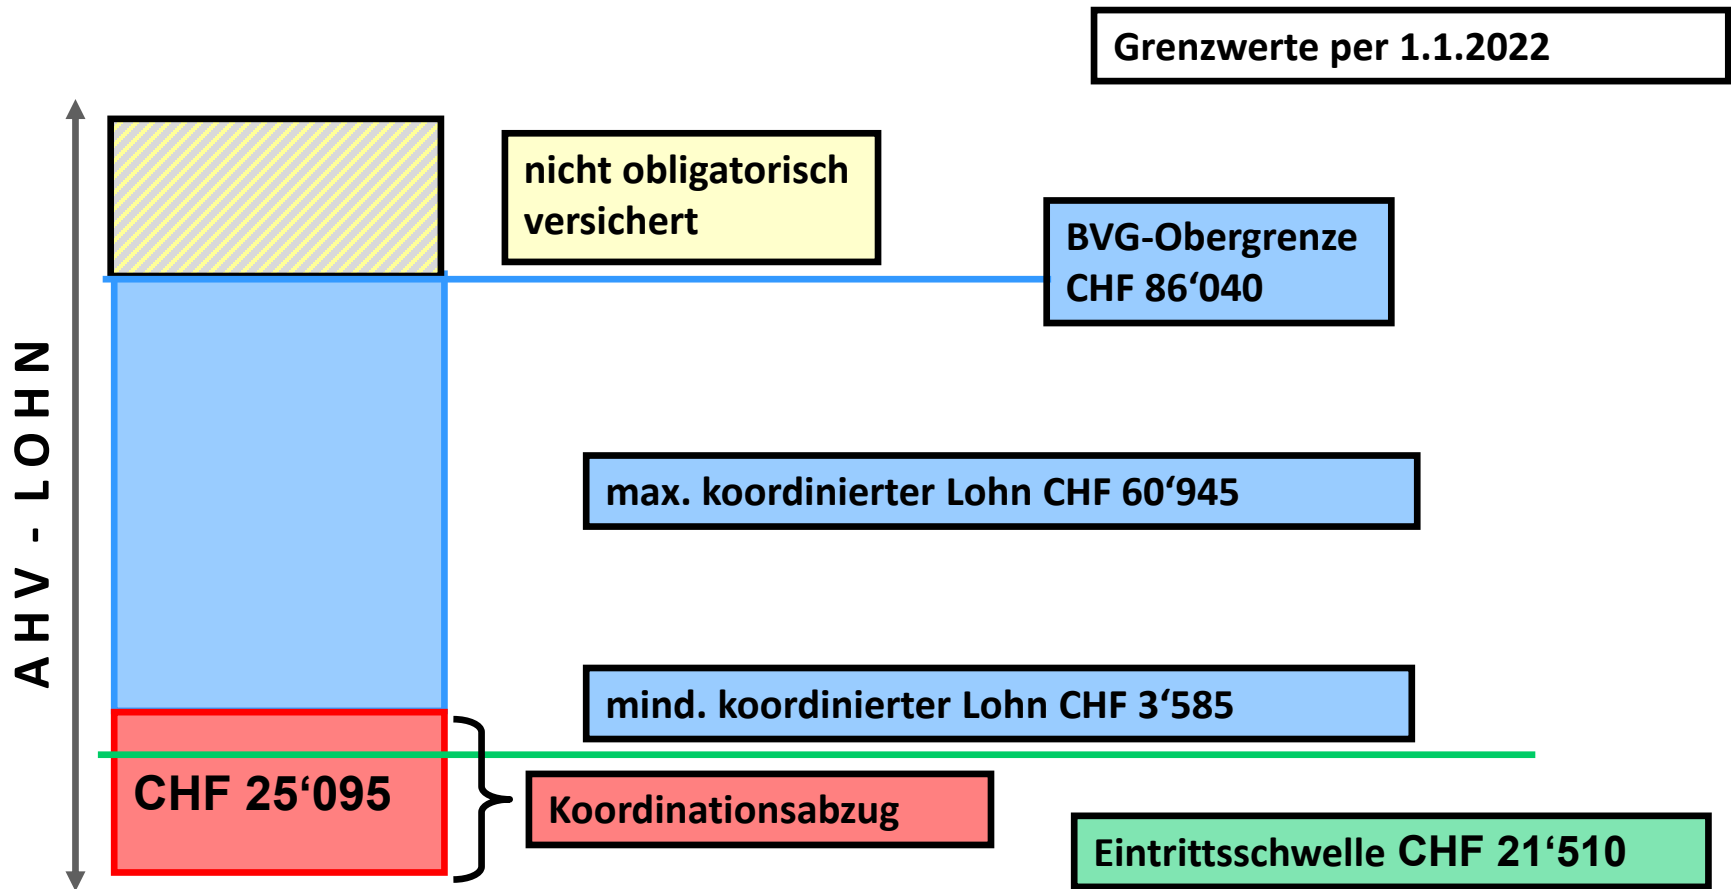 Grenzwerte per 1.1.2022
nicht obligatorisch
versichert
BVG-Obergrenze
CHF 86‘040
AHV - LOHN
max. koordinierter Lohn CHF 60‘945
mind. koordinierter Lohn CHF 3‘585
CHF 25‘095
Koordinationsabzug
Eintrittsschwelle CHF 21‘510